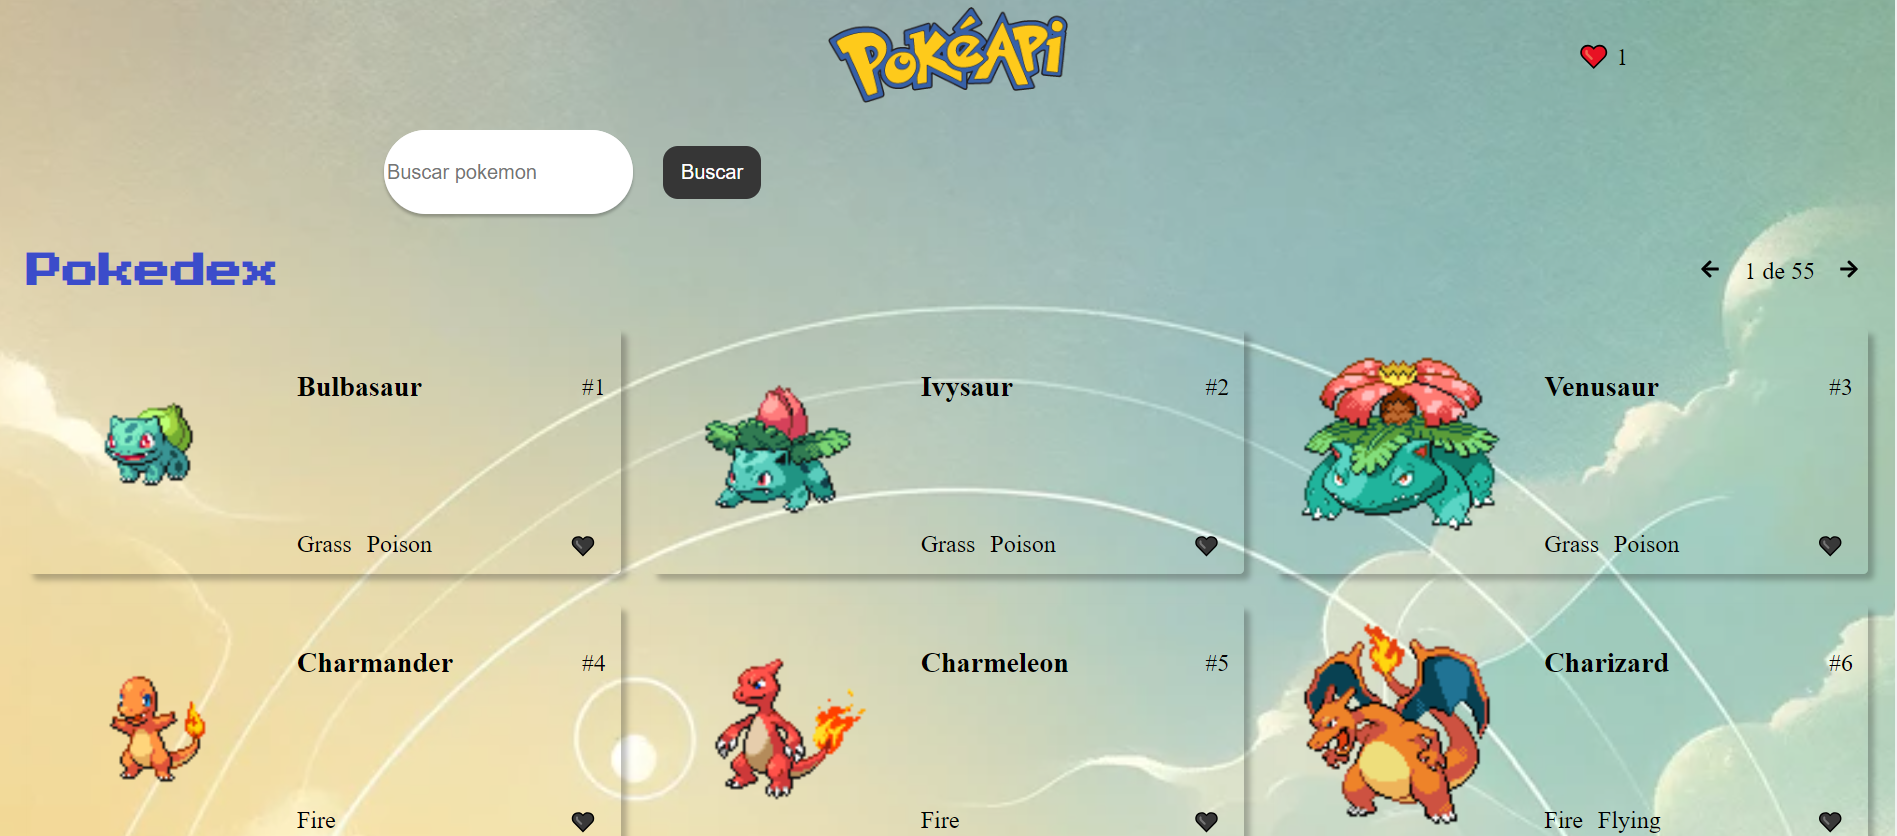 PokéAPi
1
Buscar pokemon
Buscar
Pokedex
1 de 55
Bulbasaur #1
Grass Poison
Ivysaur #2
Grass Poison
Venusaur #3
Grass Poison
Charmander #4
Fire
Charmeleon #5
Fire
Charizard #6
Fire Flying